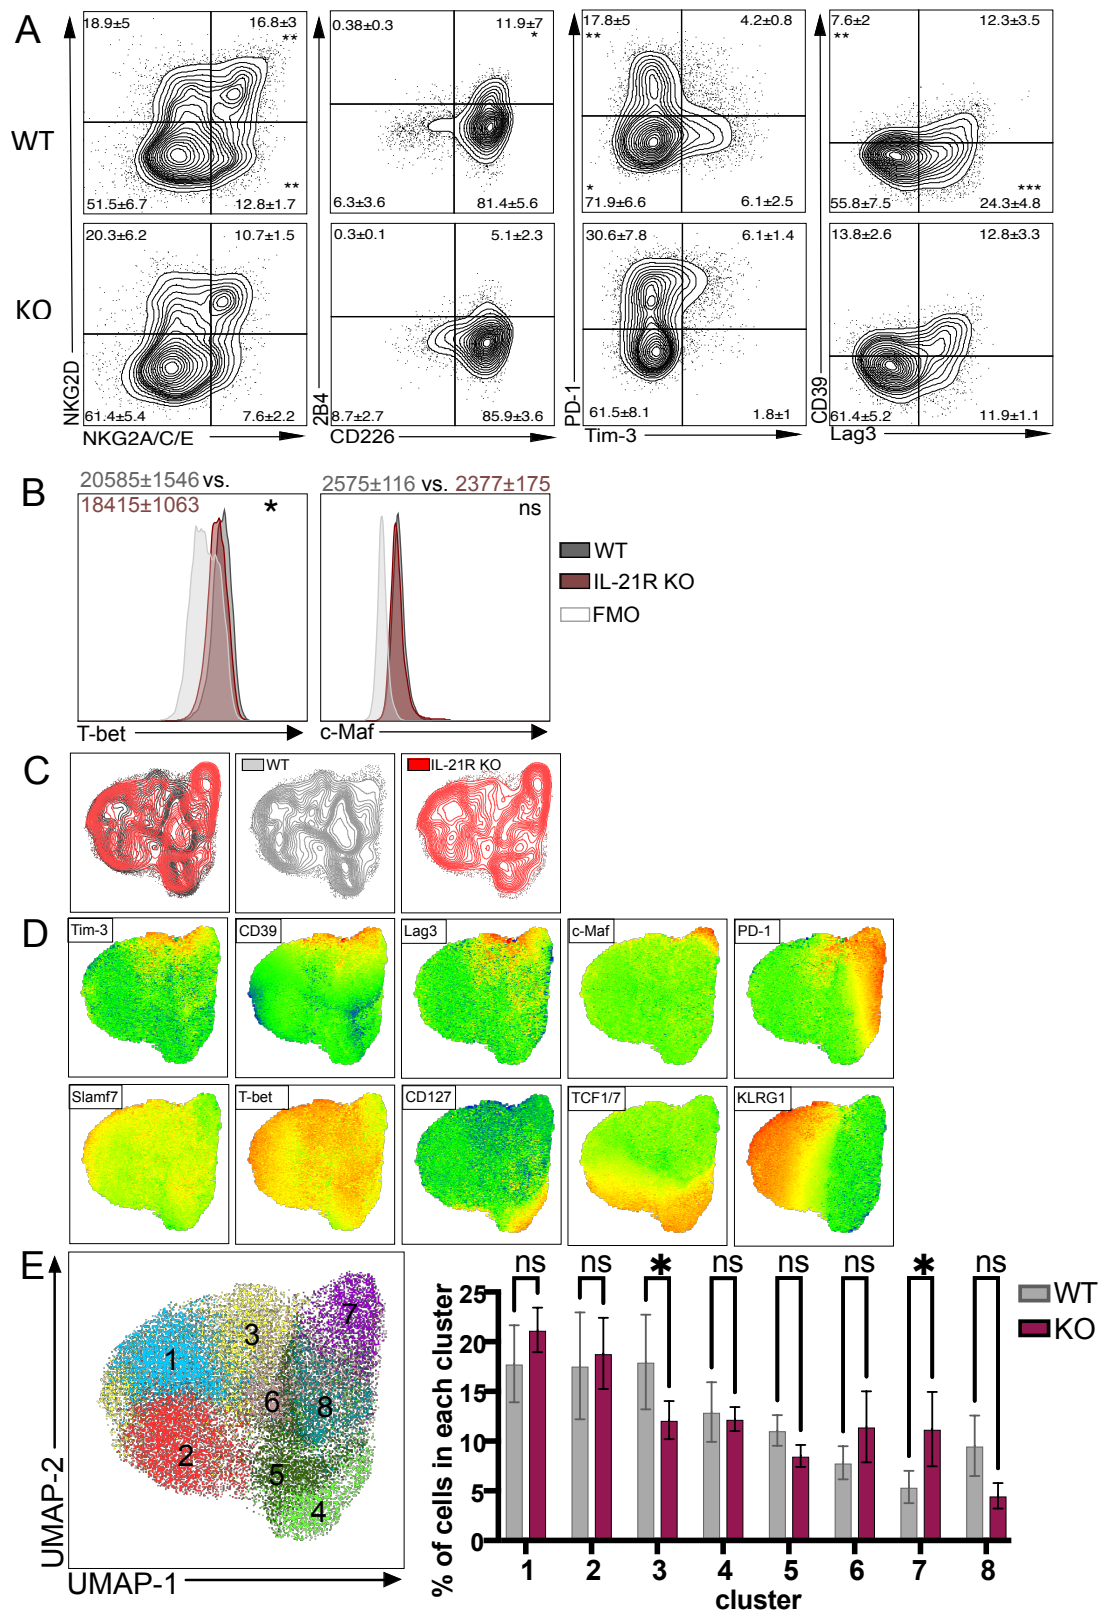 A
WT
18.9±5
16.8±3
**
**
51.5±6.7
12.8±1.7
0.38±0.3
11.9±7
*
6.3±3.6
81.4±5.6
17.8±5
**
4.2±0.8
*
71.9±6.6
6.1±2.5
7.6±2
**
12.3±3.5
***
55.8±7.5
24.3±4.8
KO
20.3±6.2
10.7±1.5
61.4±5.4
7.6±2.2
0.3±0.1
5.1±2.3
8.7±2.7
85.9±3.6
30.6±7.8
6.1±1.4
61.5±8.1
1.8±1
13.8±2.6
12.8±3.3
61.4±5.2
11.9±1.1
NKG2D
NKG2A/C/E
2B4
CD226
PD-1
Tim-3
CD39
Lag3
B
20585±1546 vs.
18415±1063
*
2575±116 vs. 2377±175
ns
T-bet
c-Maf
WT
IL-21R KO
FMO
C
WT
IL-21R KO
D
Tim-3
CD39
Lag3
c-Maf
PD-1
Slamf7
T-bet
CD127
TCF1/7
KLRG1
E
1
2
3
4
5
6
7
8
UMAP-2
UMAP-1
ns
ns
*
ns
ns
ns
*
ns
WT
KO
% of cells in each cluster
25
20
15
10
5
0
1 2 3 4 5 6 7 8
cluster